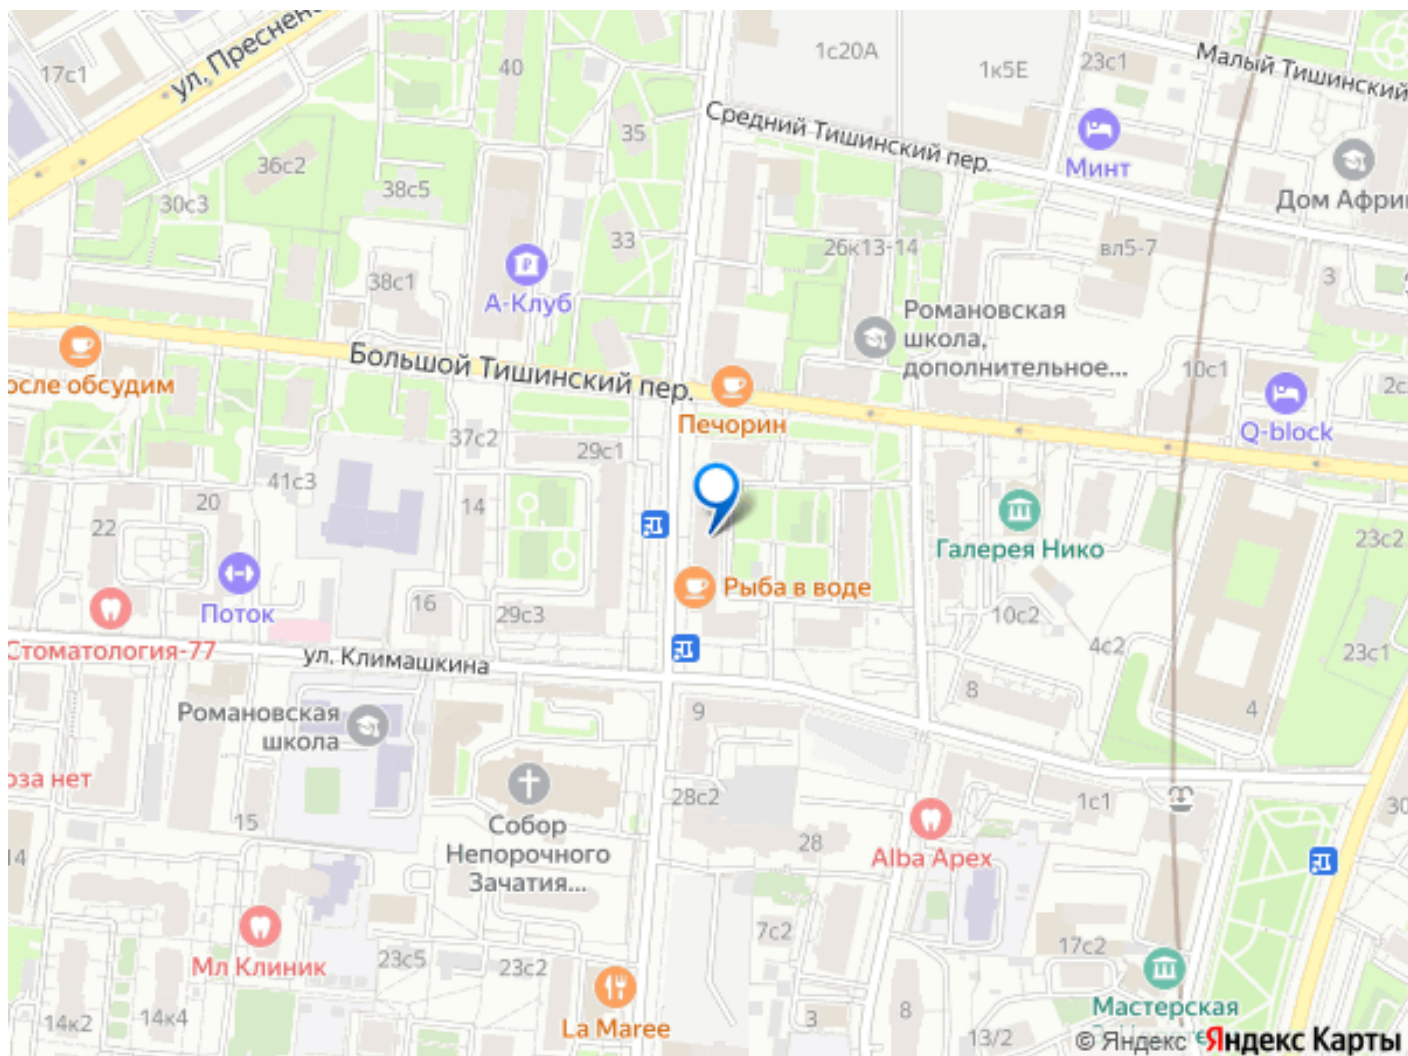 17с1
ул. Пресненс
40
1с20А
1к5Е
23с1
Малый Тишинский
35
Средний Тишинский пер.
Минт
Дом Афри
36с2
38с5
30с3
33
26к13-14
вл5-7
3
38с1
А-Клуб
Романовская
школа,
дополнительное...
Большой Тишинский пер.
осле обсудим
Печорин
10с1
2с
Q-block
37с2
29с1
41с3
20
14
22
Галерея Нико
23с2
Поток
16
29с3
Рыба в воде
10с2
4с2
23с1
Стоматология-77
ул. Климашкина
8
4
Романовская
школа
9
оза нет
28с2
1с1
30
15
Собор
Непорочного
Зачатия...
28
Alba Apex
14
7с2
17с2
Мл Клиник
23с5
23с2
La Maree
14к2
14к4
3
8
13/2
Мастерская
© Яндекс Яндекс Карты